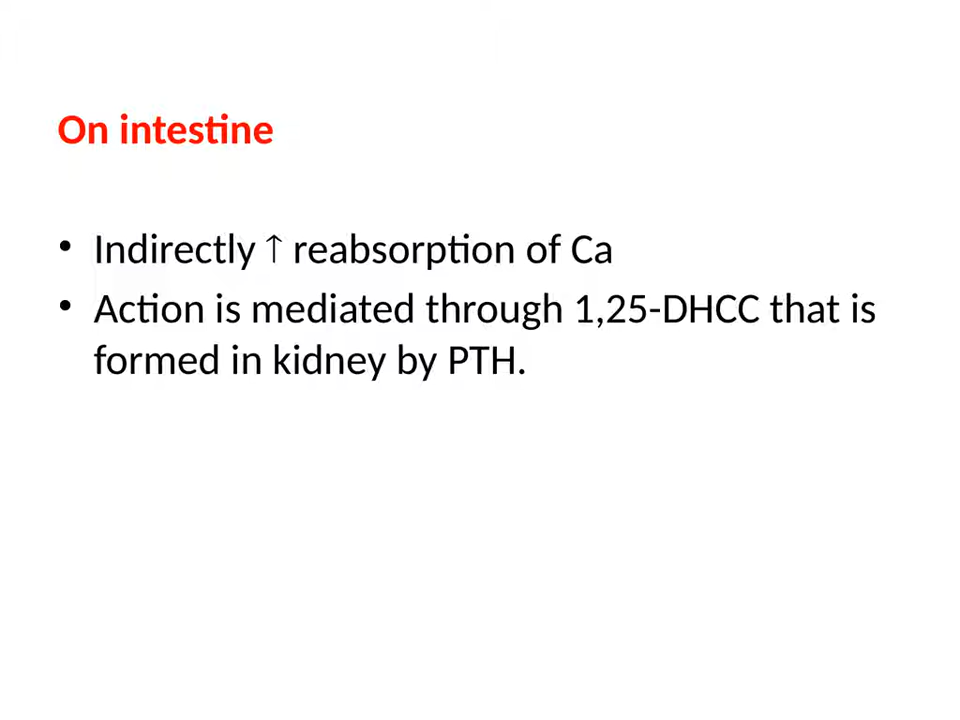 On intestine
• Indirectly ↑ reabsorption of Ca
• Action is mediated through 1,25-DHCC that is
formed in kidney by PTH.